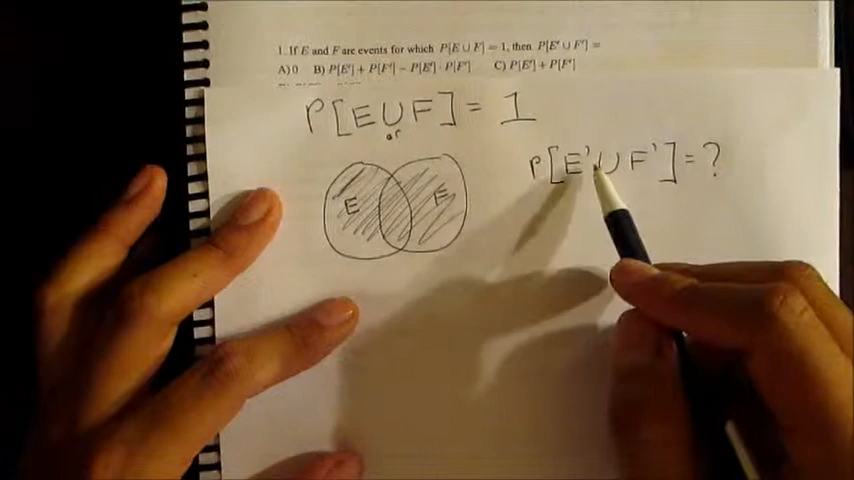 1. If E and F are events for which P[E ∪ F] = 1, then P[E' ∪ F'] =
A) 0 B) P[E'] + P[F'] − P[E'] · P[F'] C) P[E'] + P[F']
P[E∪F] = 1
or
P[E'∪F'] = ?
E F